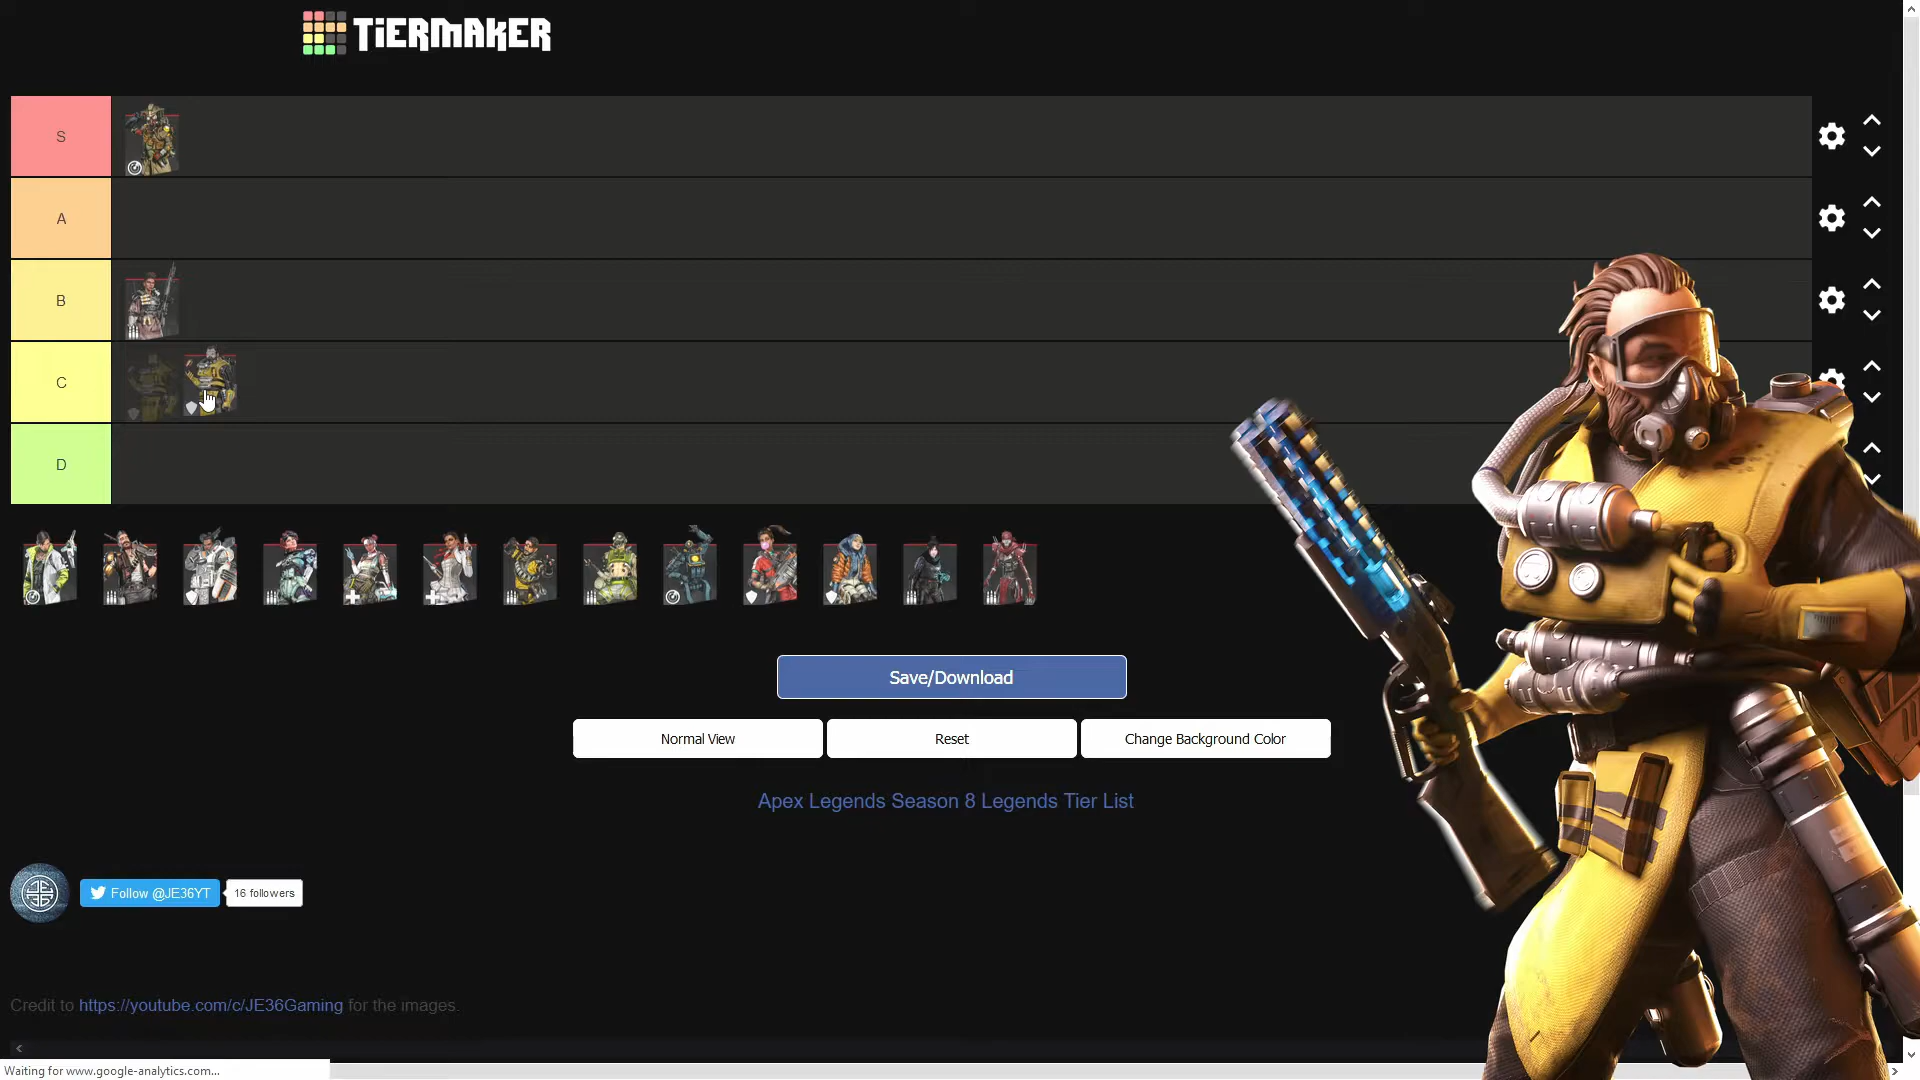 TiERMAKER
S
A
B
C
D
Save/Download
Normal View
Reset
Change Background Color
Apex Legends Season 8 Legends Tier List
Follow @JE36YT
16 followers
Credit to https://youtube.com/c/JE36Gaming for the images.
Waiting for www.google-analytics.com...